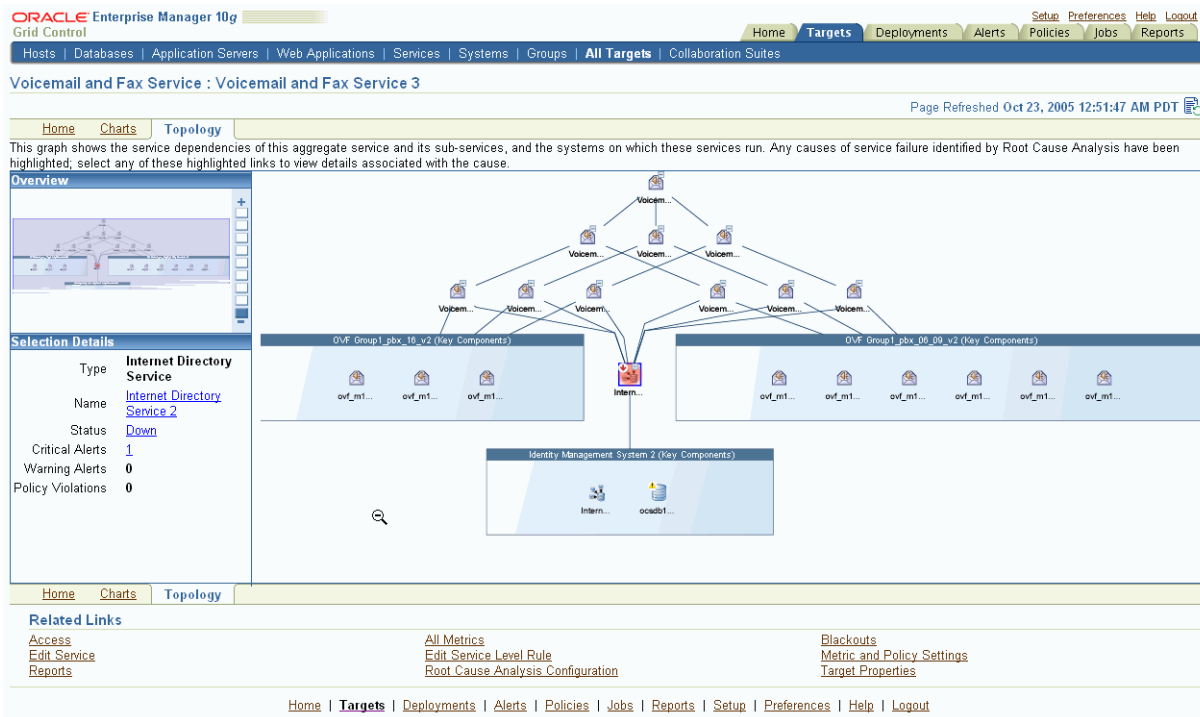 ORACLE Enterprise Manager 10g
Grid Control
Setup Preferences Help Logout
Home Targets Deployments Alerts Policies Jobs Reports
Hosts | Databases | Application Servers | Web Applications | Services | Systems | Groups | All Targets | Collaboration Suites
Voicemail and Fax Service : Voicemail and Fax Service 3
Page Refreshed Oct 23, 2005 12:51:47 AM PDT
Home Charts Topology
This graph shows the service dependencies of this aggregate service and its sub-services, and the systems on which these services run. Any causes of service failure identified by Root Cause Analysis have been
highlighted; select any of these highlighted links to view details associated with the cause.
Overview
Voicem...
Voicem... Voicem... Voicem...
Voicem... Voicem... Voicem... Voicem... Voicem... Voicem...
Selection Details
Type Internet Directory
Service
Name Internet Directory
Service 2
Status Down
Critical Alerts 1
Warning Alerts 0
Policy Violations 0
OVF Group1_pbx_16_v2 (Key Components)
ovf_m1... ovf_m1... ovf_m1...
Intern...
OVF Group1_pbx_06_09_v2 (Key Components)
ovf_m1... ovf_m1... ovf_m1... ovf_m1... ovf_m1... ovf_m1...
Identity Management System 2 (Key Components)
Intern... ocsdb1...
Home Charts Topology
Related Links
Access All Metrics Blackouts
Edit Service Edit Service Level Rule Metric and Policy Settings
Reports Root Cause Analysis Configuration Target Properties
Home | Targets | Deployments | Alerts | Policies | Jobs | Reports | Setup | Preferences | Help | Logout